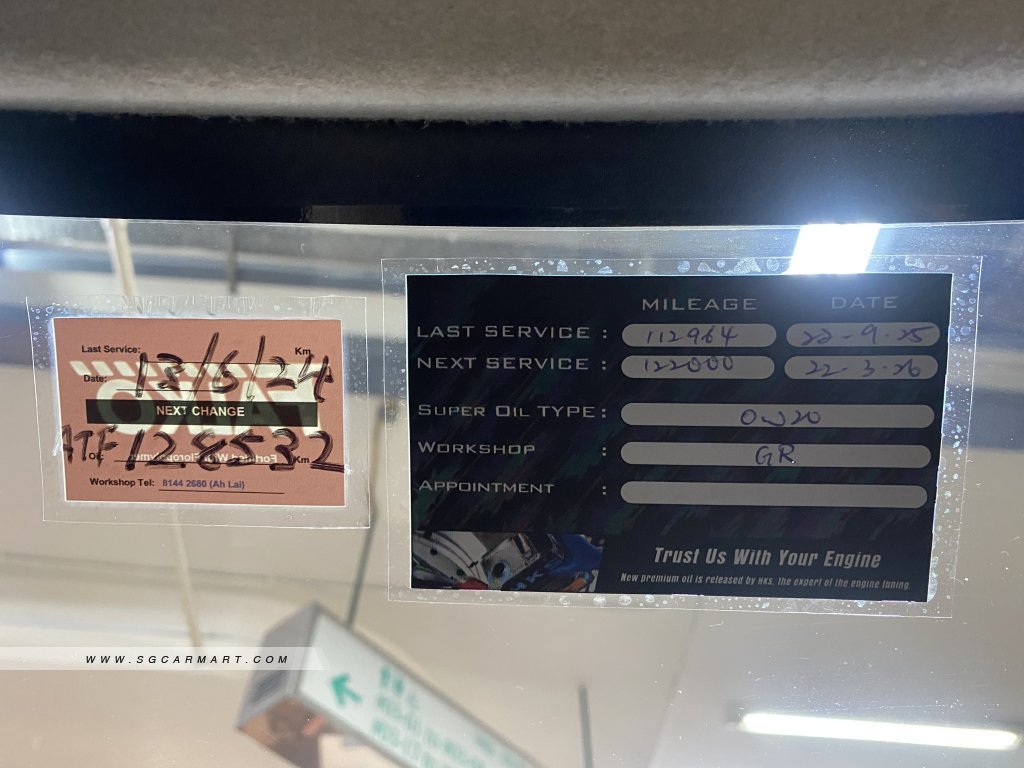 Last Service: Km
Date: 13/6/24
NEXT CHANGE
ATF 128532 Km
Oil:
Workshop Tel: 8144 2680 (Ah Lai)
MILEAGE DATE
LAST SERVICE : 112964 22-9-25
NEXT SERVICE : 122000 22-3-26
SUPER OIL TYPE : 0W20
WORKSHOP : GR
APPOINTMENT :
Trust Us With Your Engine
New premium oil is released by HKS, the expert of the engine tuning.
WWW.SGCARMART.COM